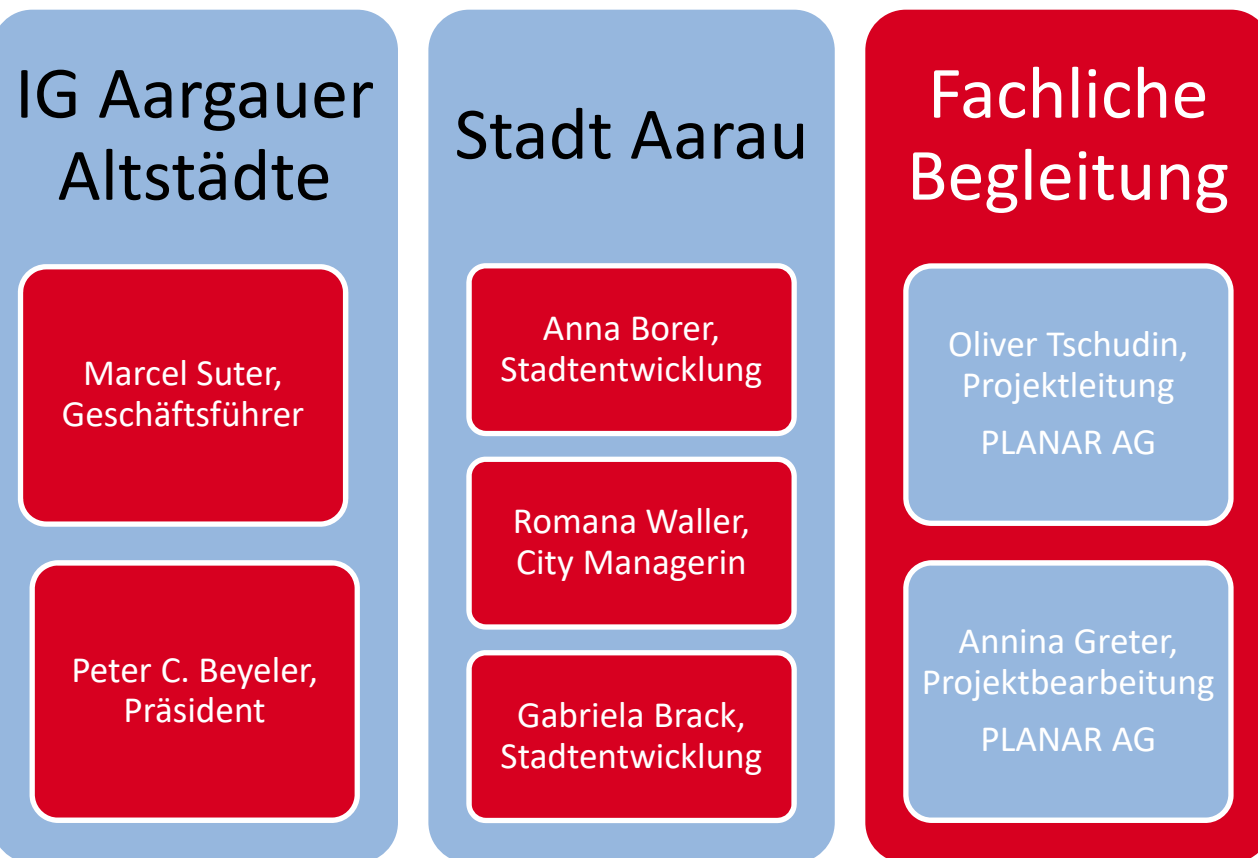 IG Aargauer
Altstädte
Marcel Suter,
Geschäftsführer
Peter C. Beyeler,
Präsident
Stadt Aarau
Anna Borer,
Stadtentwicklung
Romana Waller,
City Managerin
Gabriela Brack,
Stadtentwicklung
Fachliche
Begleitung
Oliver Tschudin,
Projektleitung
PLANAR AG
Annina Greter,
Projektbearbeitung
PLANAR AG